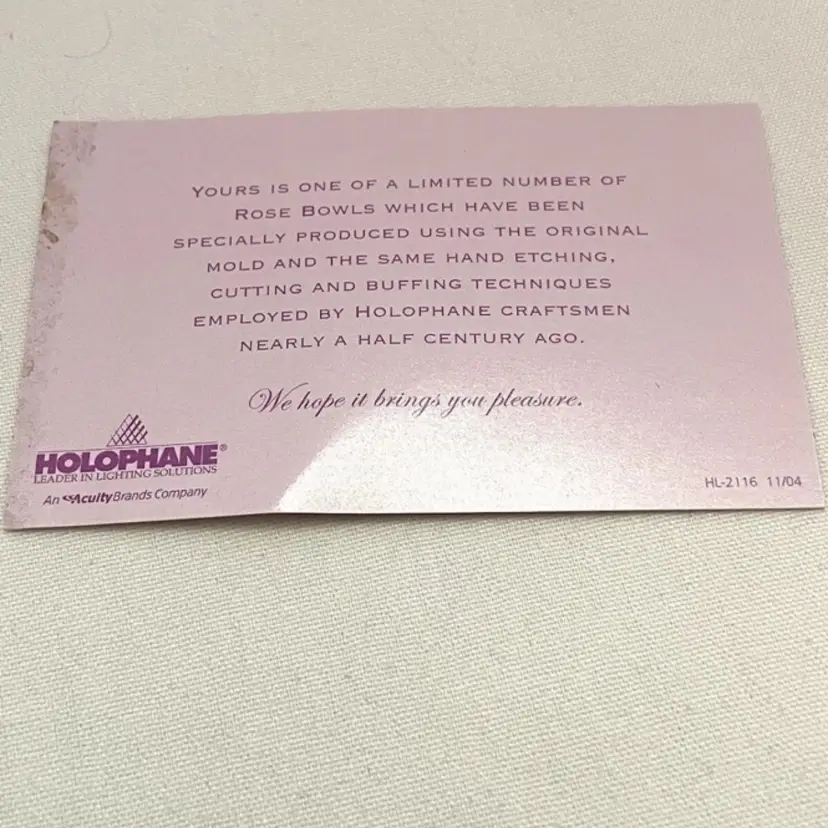 YOURS IS ONE OF A LIMITED NUMBER OF
ROSE BOWLS WHICH HAVE BEEN
SPECIALLY PRODUCED USING THE ORIGINAL
MOLD AND THE SAME HAND ETCHING,
CUTTING AND BUFFING TECHNIQUES
EMPLOYED BY HOLOPHANE CRAFTSMEN
NEARLY A HALF CENTURY AGO.
We hope it brings you pleasure.
HOLOPHANE®
LEADER IN LIGHTING SOLUTIONS
An AcuityBrands Company
HL-2116 11/04